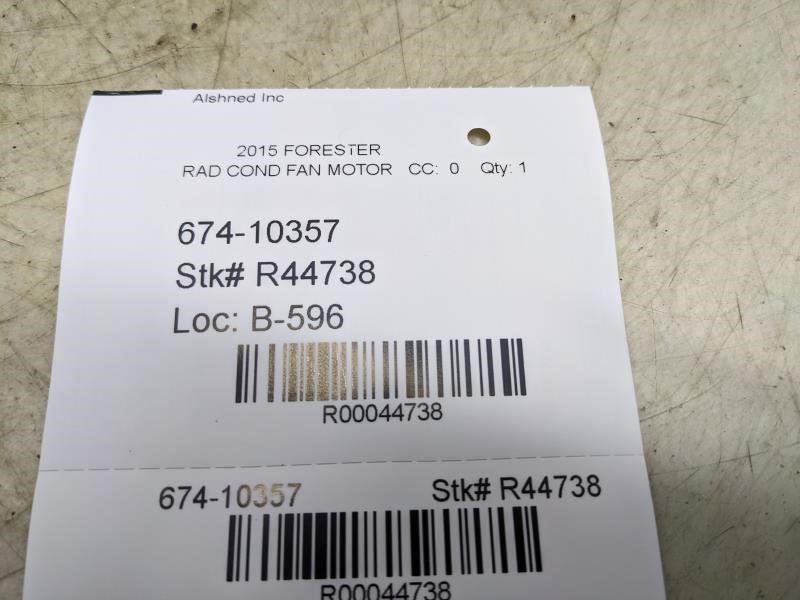 Alshned Inc
2015 FORESTER
RAD COND FAN MOTOR CC: 0 Qty: 1
674-10357
Stk# R44738
Loc: B-596
R00044738
674-10357 Stk# R44738
R00044738